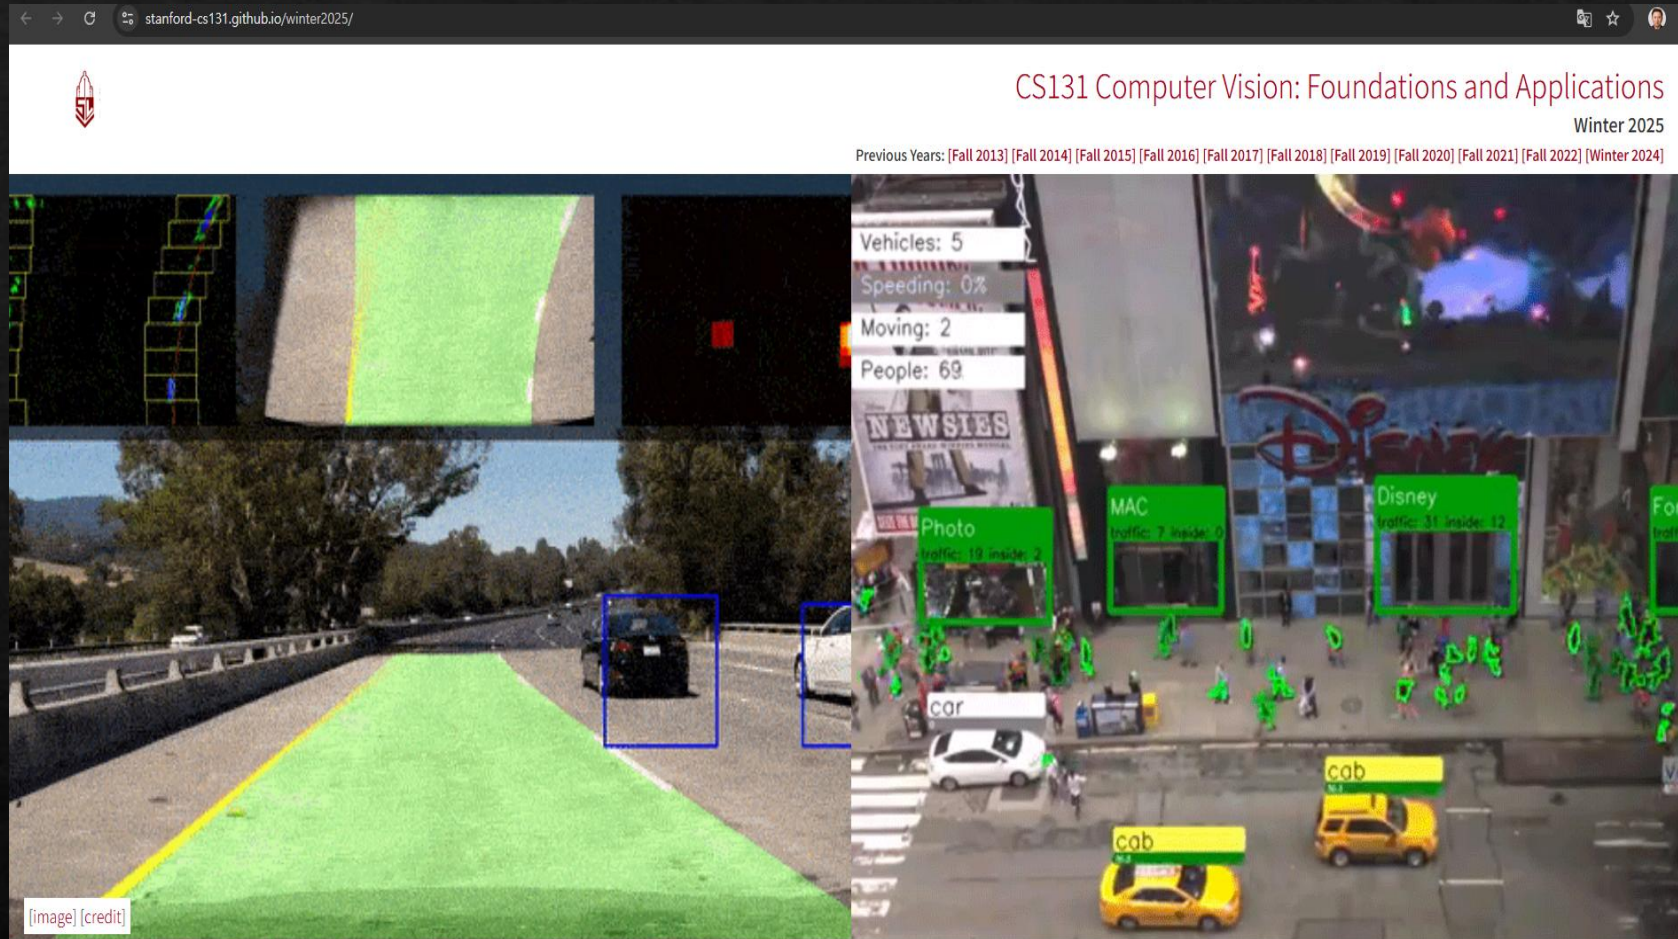 stanford-cs131.github.io/winter2025/
CS131 Computer Vision: Foundations and Applications
Winter 2025
Previous Years: [Fall 2013] [Fall 2014] [Fall 2015] [Fall 2016] [Fall 2017] [Fall 2018] [Fall 2019] [Fall 2020] [Fall 2021] [Fall 2022] [Winter 2024]
Vehicles: 5
Speeding: 0%
Moving: 2
People: 69
NEWSIES
DISNEY
Photo
traffic: 19 inside: 2
MAC
traffic: 7 inside: 0
Disney
traffic: 31 inside: 12
car
cab
cab
[image] [credit]